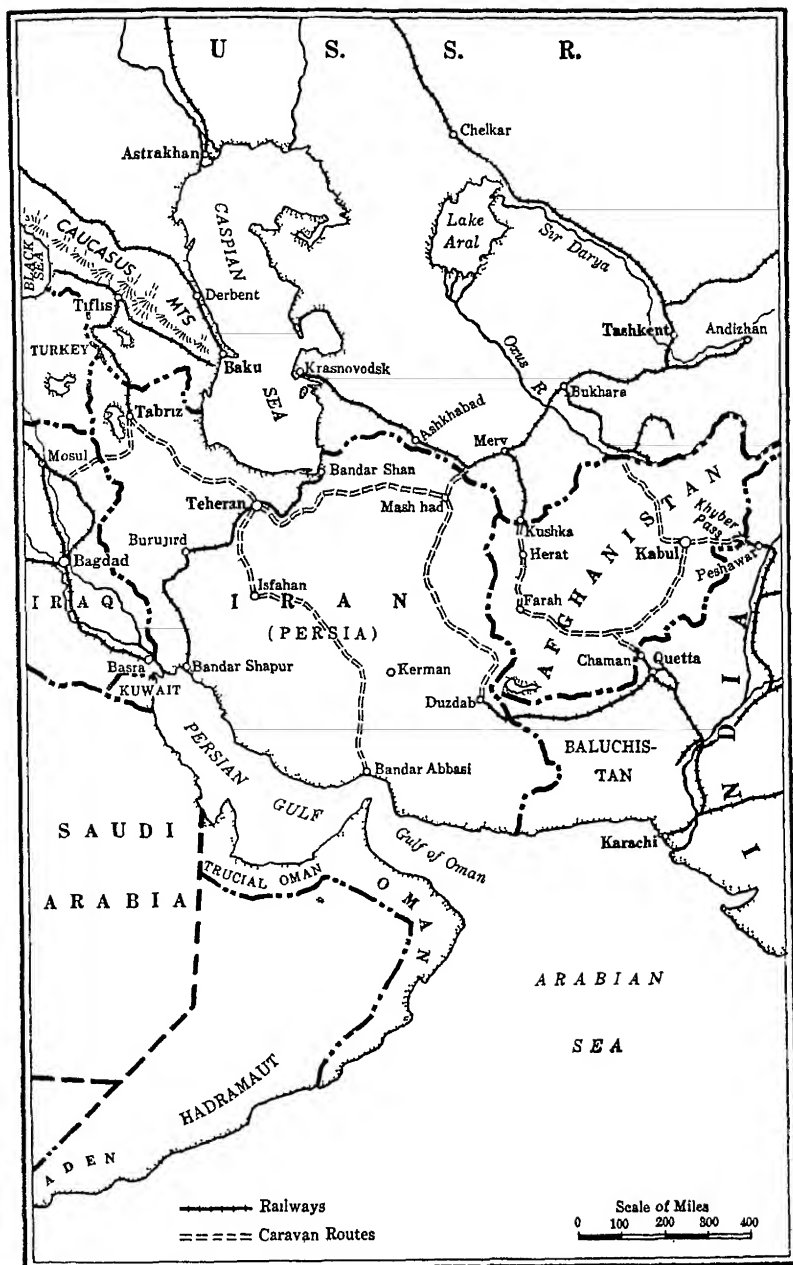 U. S. S. R.
Chelkar
Astrakhan
CASPIAN
SEA
Lake
Aral
Sir Darya
CAUCASUS
MTS
BLACK
SEA
Derbent
Tiflis
Tashkent
Andizhan
TURKEY
Baku
Krasnovodsk
Oxus R
Bukhara
Tabriz
Ashkhabad
Merv
Mosul
Bandar Shan
Teheran
Mash had
Kushka
AFGHANISTAN
Khyber
Pass
Burujird
Herat
Kabul
Peshawar
Bagdad
Isfahan
IRAN
(PERSIA)
Farah
IRAQ
Basra
Bandar Shapur
Kerman
Chaman
Quetta
KUWAIT
Duzdab
INDIA
PERSIAN
GULF
BALUCHIS-
TAN
Bandar Abbasi
SAUDI
ARABIA
Gulf of Oman
Karachi
TRUCIAL OMAN
OMAN
ARABIAN
SEA
HADRAMAUT
ADEN
Railways
Caravan Routes
Scale of Miles
0 100 200 300 400